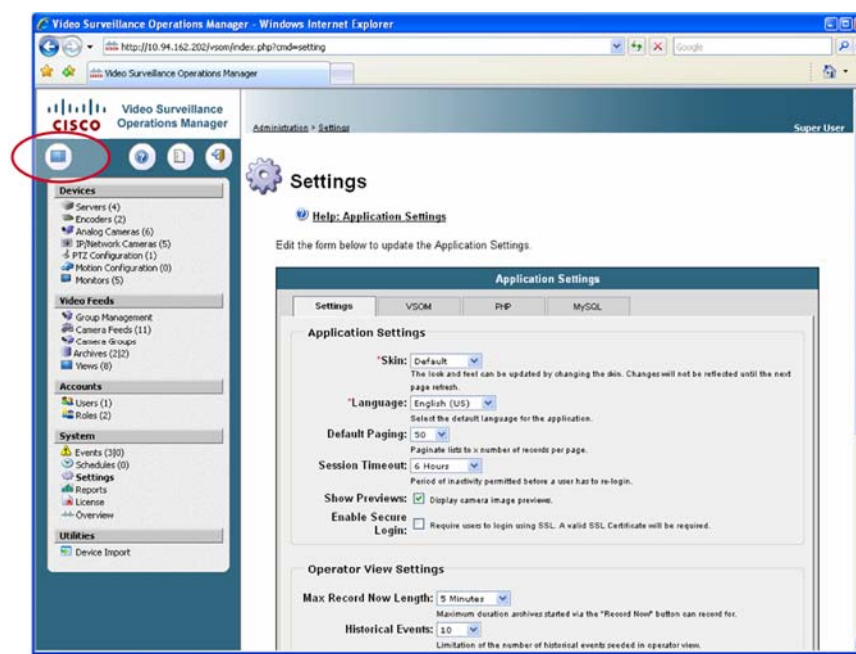 Video Surveillance Operations Manager - Windows Internet Explorer
http://10.94.162.202/vsom/index.php?cmd=setting
Google
Video Surveillance Operations Manager
CISCO
Video Surveillance
Operations Manager
Administration > Settings
Super User
Settings
Help: Application Settings
Edit the form below to update the Application Settings.
Devices
Servers (4)
Encoders (2)
Analog Cameras (6)
IP/Network Cameras (5)
PTZ Configuration (1)
Motion Configuration (0)
Monitors (5)
Video Feeds
Group Management
Camera Feeds (11)
Camera Groups
Archives (2|2)
Views (8)
Accounts
Users (1)
Roles (2)
System
Events (3|0)
Schedules (0)
Settings
Reports
License
Overview
Utilities
Device Import
Application Settings
Settings VSOM PHP MySQL
Application Settings
*Skin: Default
The look and feel can be updated by changing the skin. Changes will not be reflected until the next
page refresh.
*Language: English (US)
Select the default language for the application.
Default Paging: 50
Paginate lists to x number of records per page.
Session Timeout: 6 Hours
Period of inactivity permitted before a user has to re-login.
Show Previews: Display camera image previews.
Enable Secure
Login: Require users to login using SSL. A valid SSL Certificate will be required.
Operator View Settings
Max Record Now Length: 5 Minutes
Maximum duration archives started via the "Record Now" button can record for.
Historical Events: 10
Limitation of the number of historical events seeded in operator view.